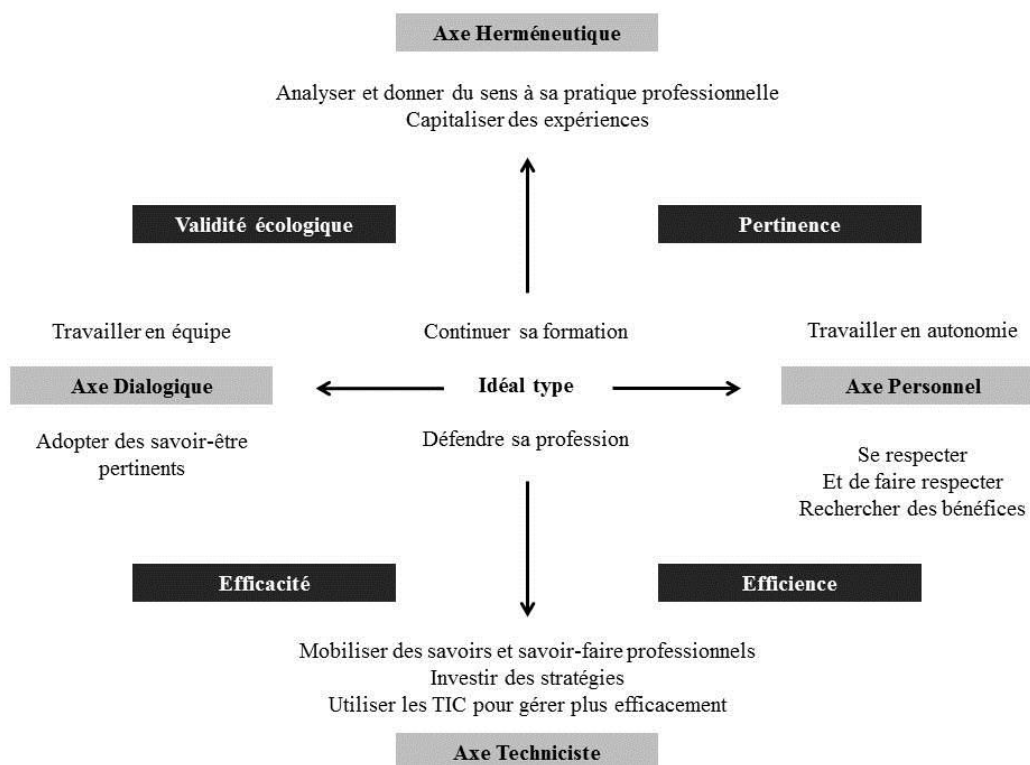 Axe Herméneutique
Analyser et donner du sens à sa pratique professionnelle
Capitaliser des expériences
Validité écologique
Pertinence
Travailler en équipe
Continuer sa formation
Travailler en autonomie
Axe Dialogique
Idéal type
Axe Personnel
Adopter des savoir-être
pertinents
Défendre sa profession
Se respecter
Et de faire respecter
Rechercher des bénéfices
Efficacité
Efficience
Mobiliser des savoirs et savoir-faire professionnels
Investir des stratégies
Utiliser les TIC pour gérer plus efficacement
Axe Techniciste